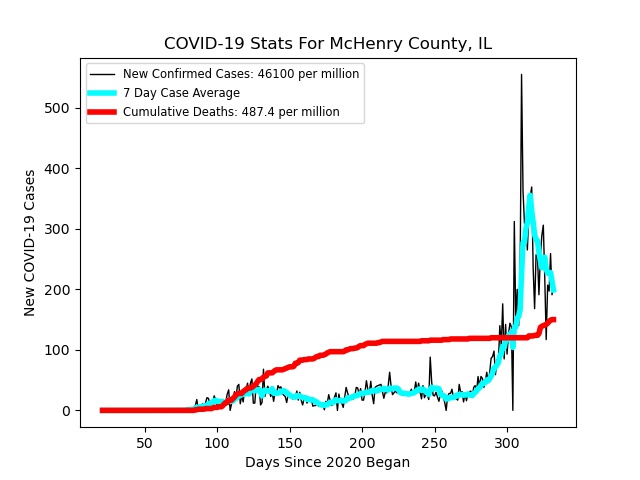 COVID-19 Stats For McHenry County, IL
New Confirmed Cases: 46100 per million
7 Day Case Average
Cumulative Deaths: 487.4 per million
New COVID-19 Cases
500
400
300
200
100
0
50 100 150 200 250 300
Days Since 2020 Began